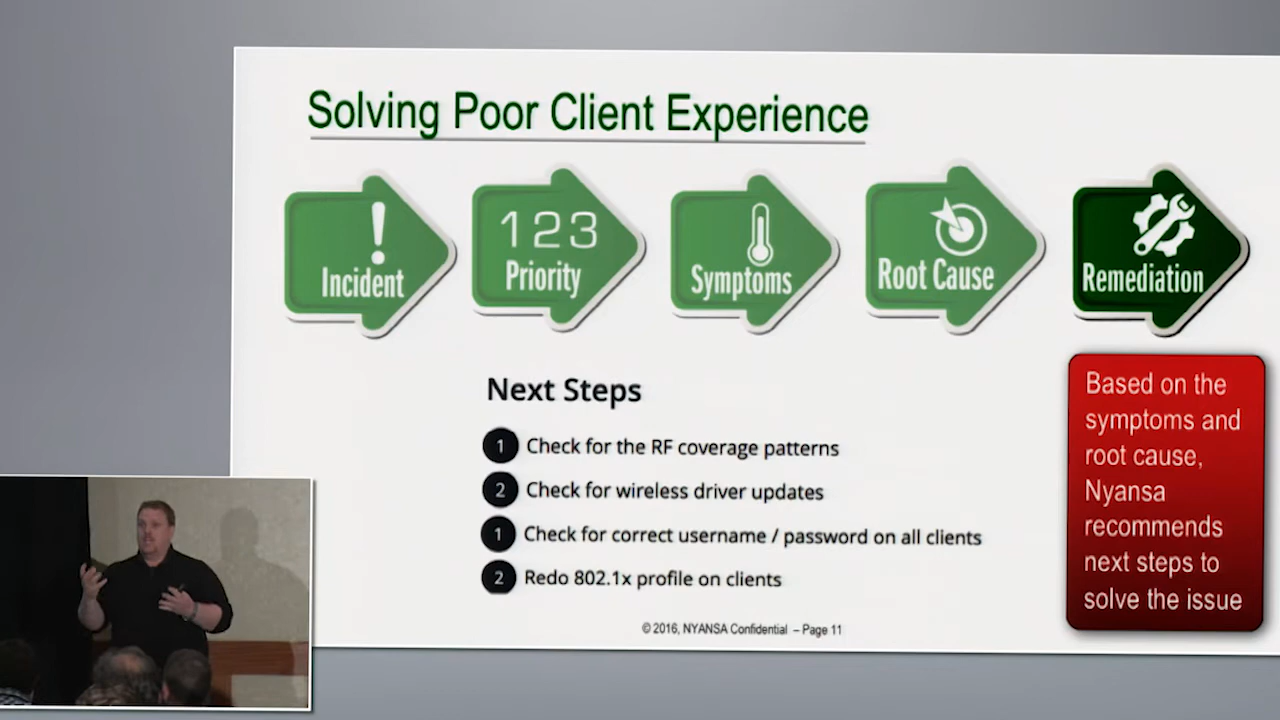 Solving Poor Client Experience
Incident
123
Priority
Symptoms
Root Cause
Remediation
Next Steps
1 Check for the RF coverage patterns
2 Check for wireless driver updates
1 Check for correct username / password on all clients
2 Redo 802.1x profile on clients
Based on the
symptoms and
root cause,
Nyansa
recommends
next steps to
solve the issue
© 2016, NYANSA Confidential – Page 11